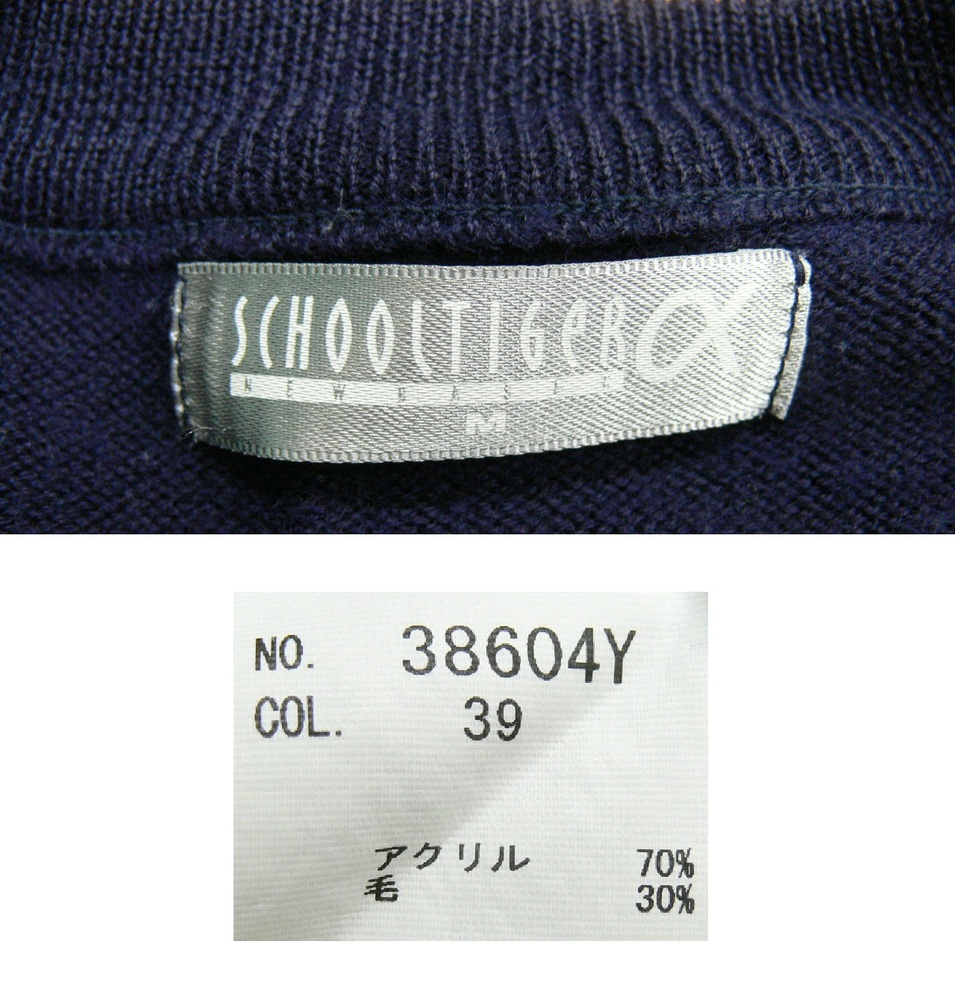 SCHOOLTIGER α
NEW BASIC
M
NO. 38604Y
COL. 39
アクリル 70%
毛 30%